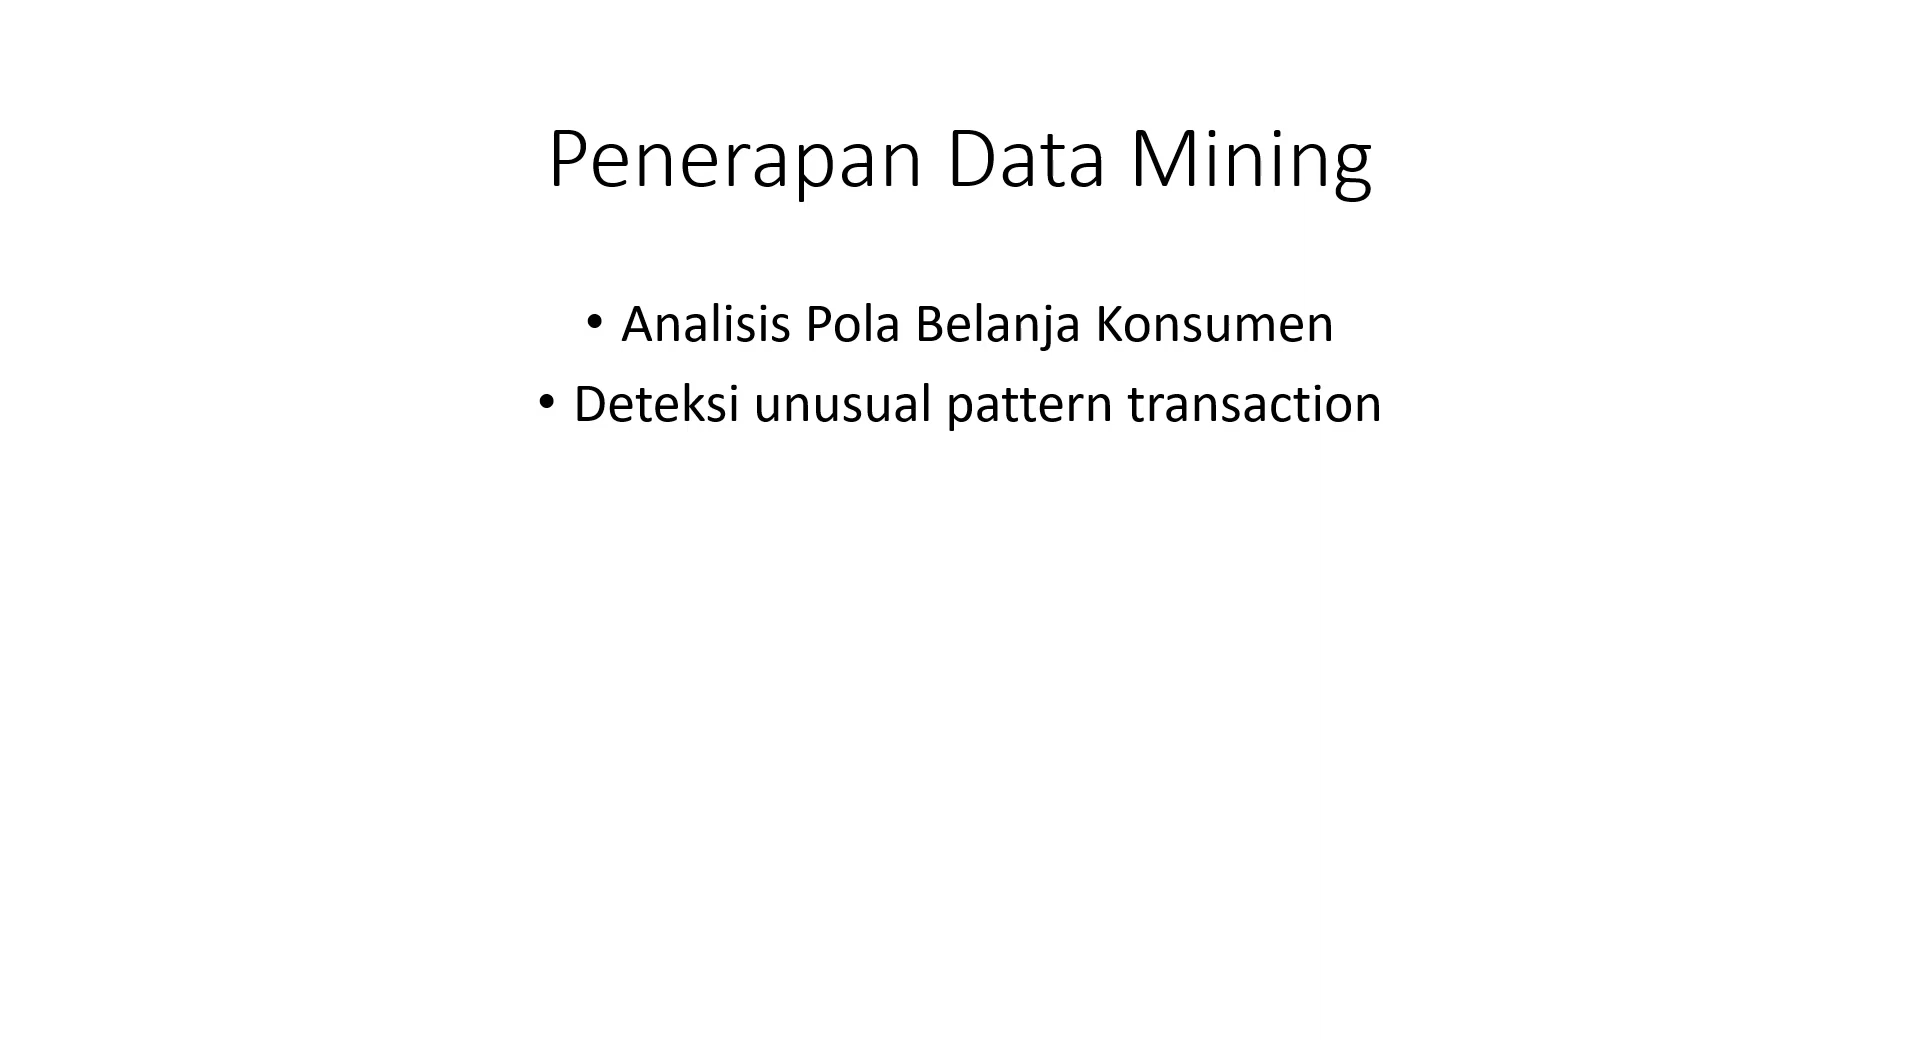 Penerapan Data Mining
• Analisis Pola Belanja Konsumen
• Deteksi unusual pattern transaction